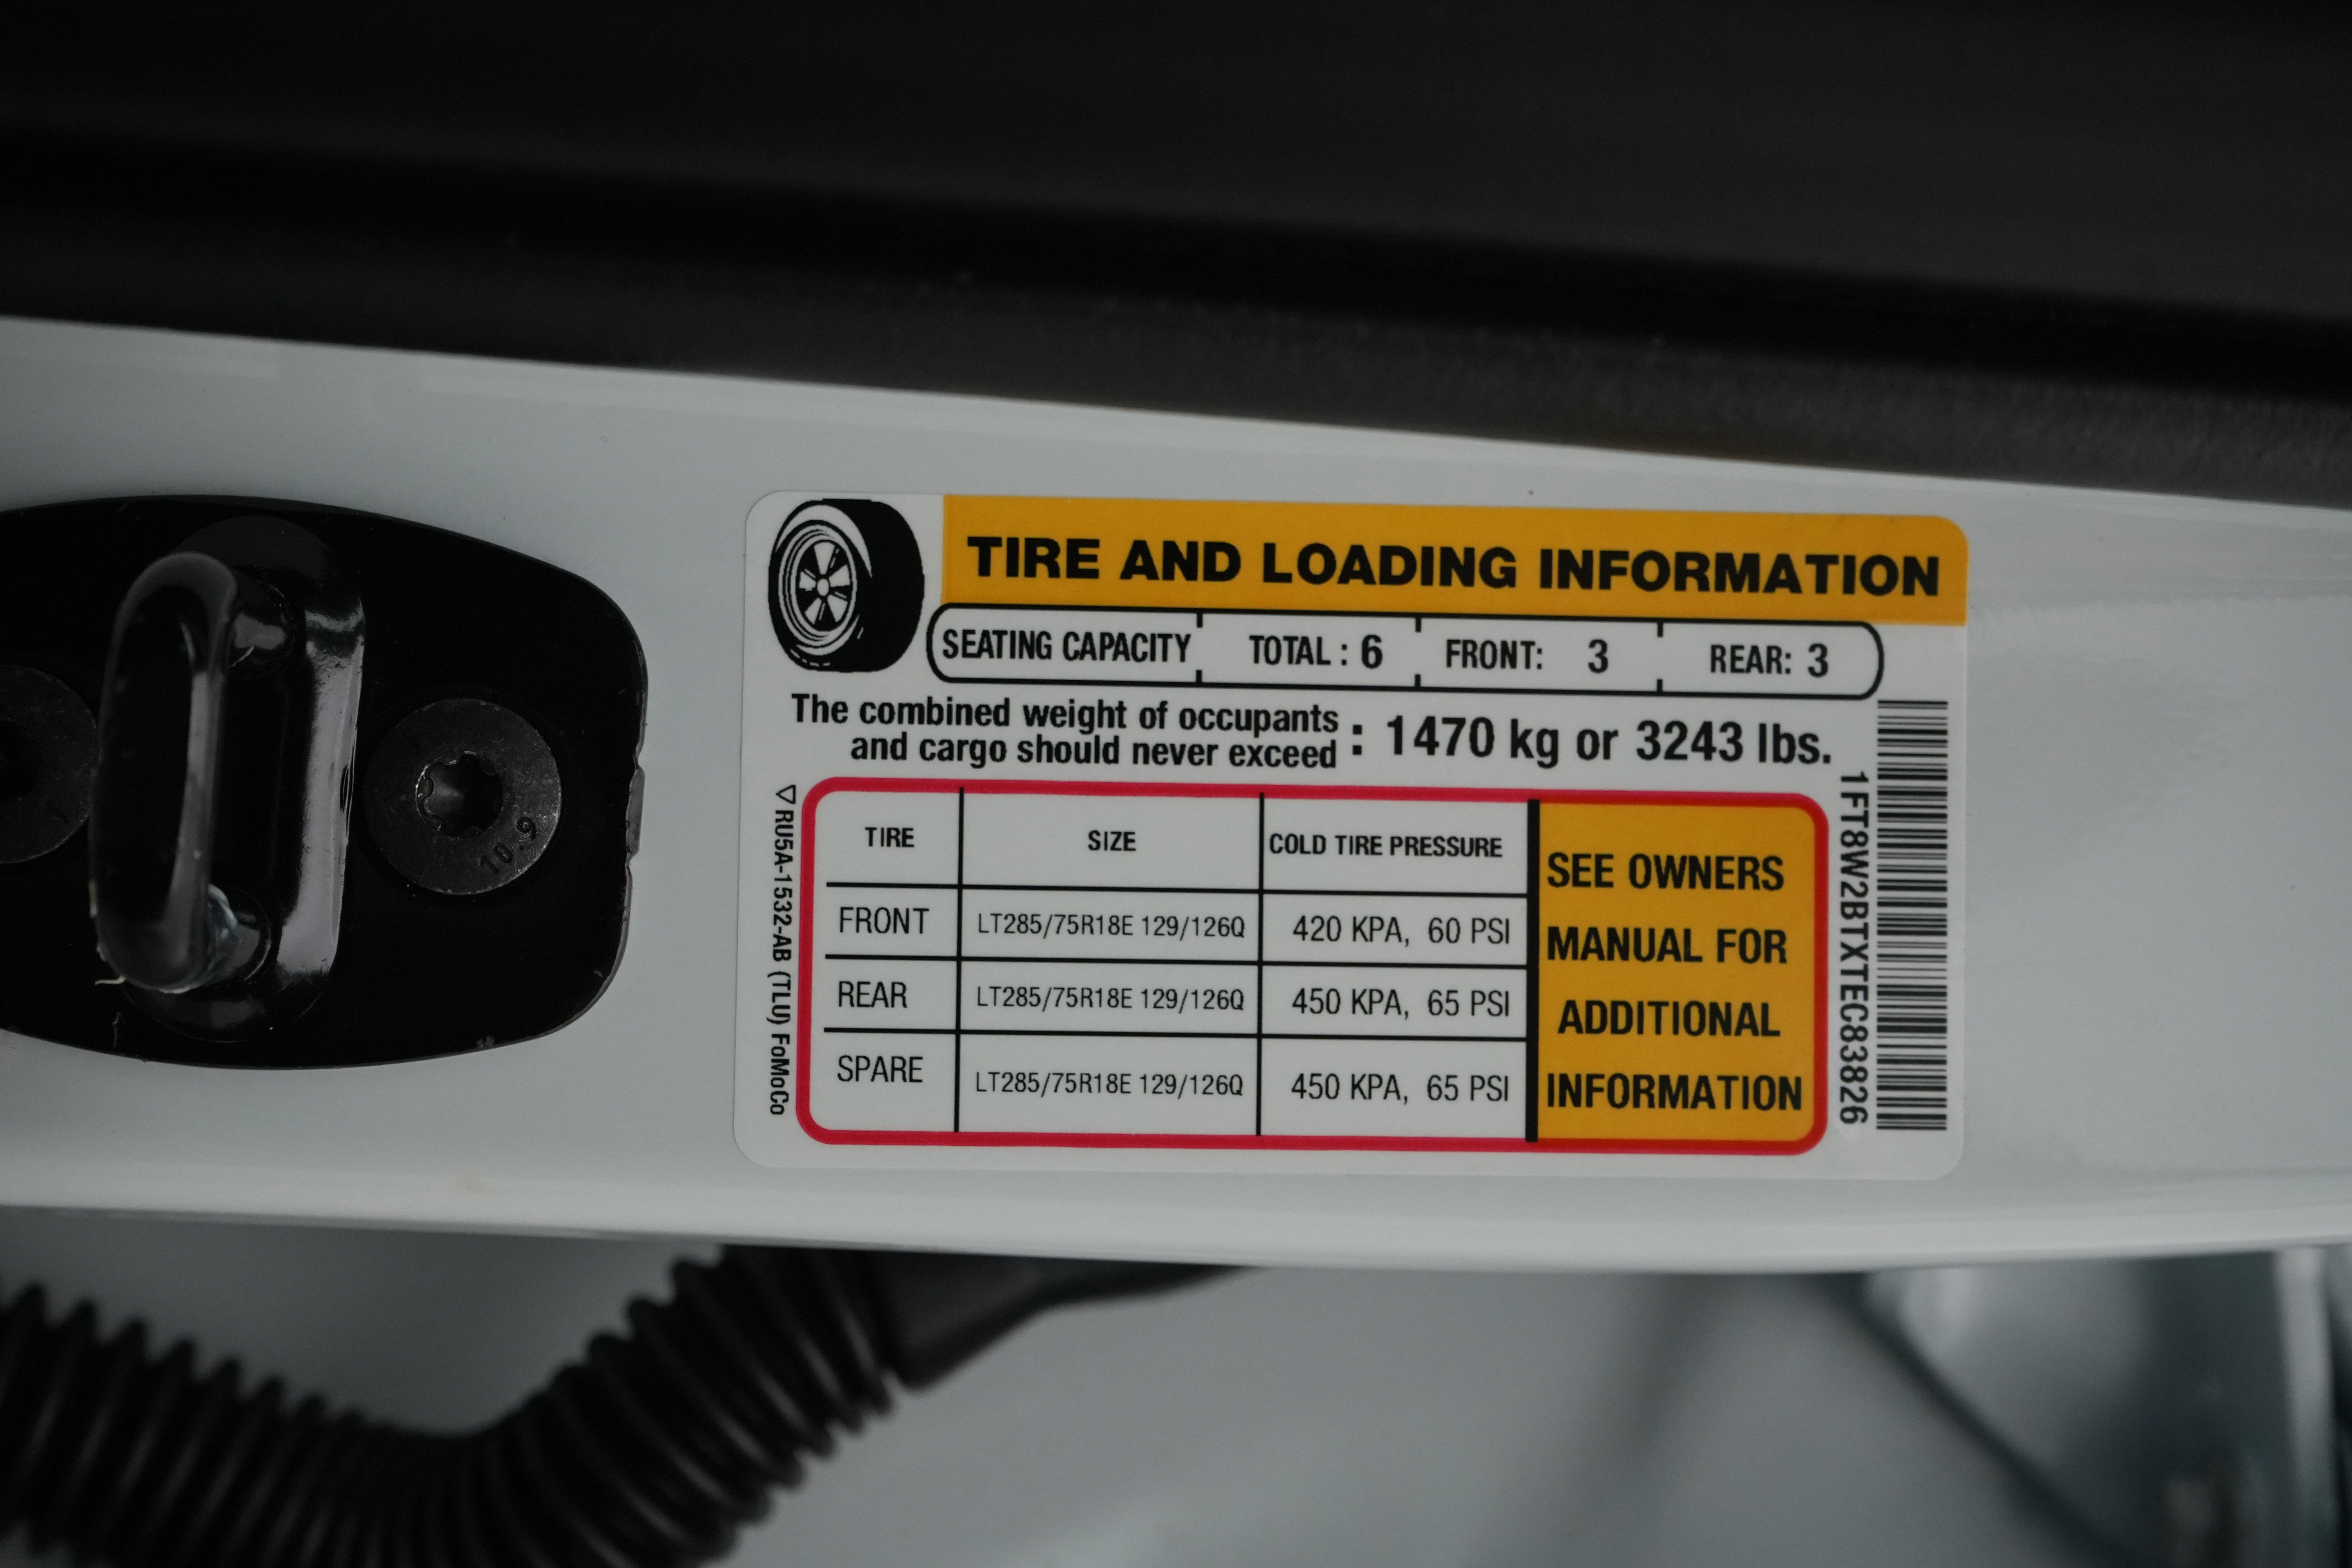 TIRE AND LOADING INFORMATION
SEATING CAPACITY TOTAL : 6 FRONT: 3 REAR: 3
The combined weight of occupants
and cargo should never exceed : 1470 kg or 3243 lbs.
TIRE SIZE COLD TIRE PRESSURE
FRONT LT285/75R18E 129/126Q 420 KPA, 60 PSI
REAR LT285/75R18E 129/126Q 450 KPA, 65 PSI
SPARE LT285/75R18E 129/126Q 450 KPA, 65 PSI
SEE OWNERS
MANUAL FOR
ADDITIONAL
INFORMATION
RU5A-1532-AB (TLU) FoMoCo
1FT8W2BTXTEC83826
10.9